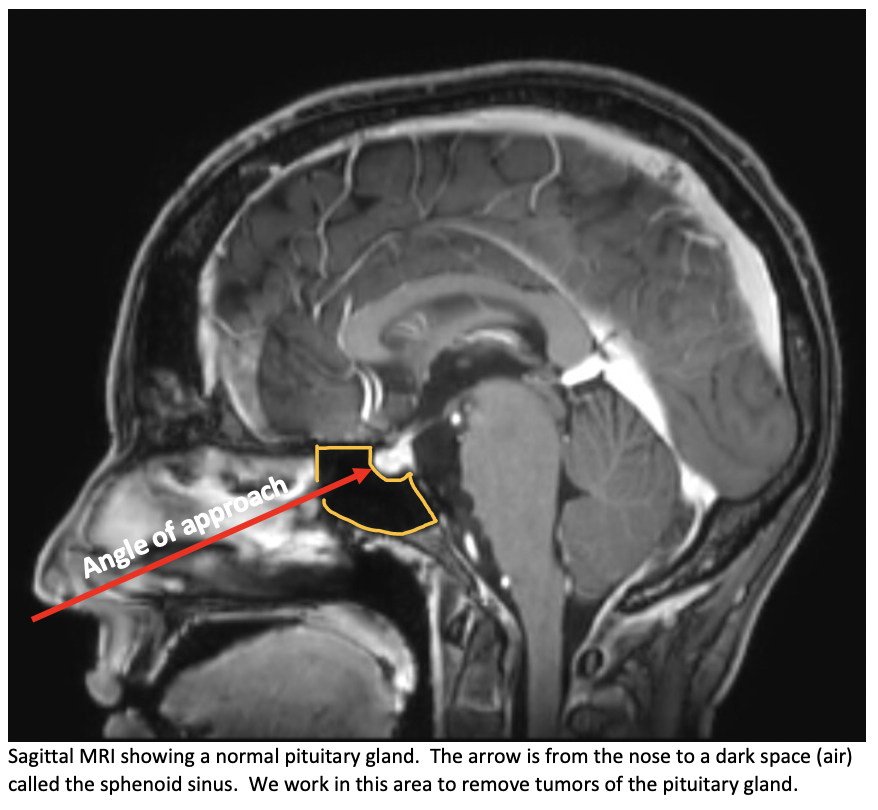 Angle of approach
Sagittal MRI showing a normal pituitary gland.  The arrow is from the nose to a dark space (air)
called the sphenoid sinus.  We work in this area to remove tumors of the pituitary gland.